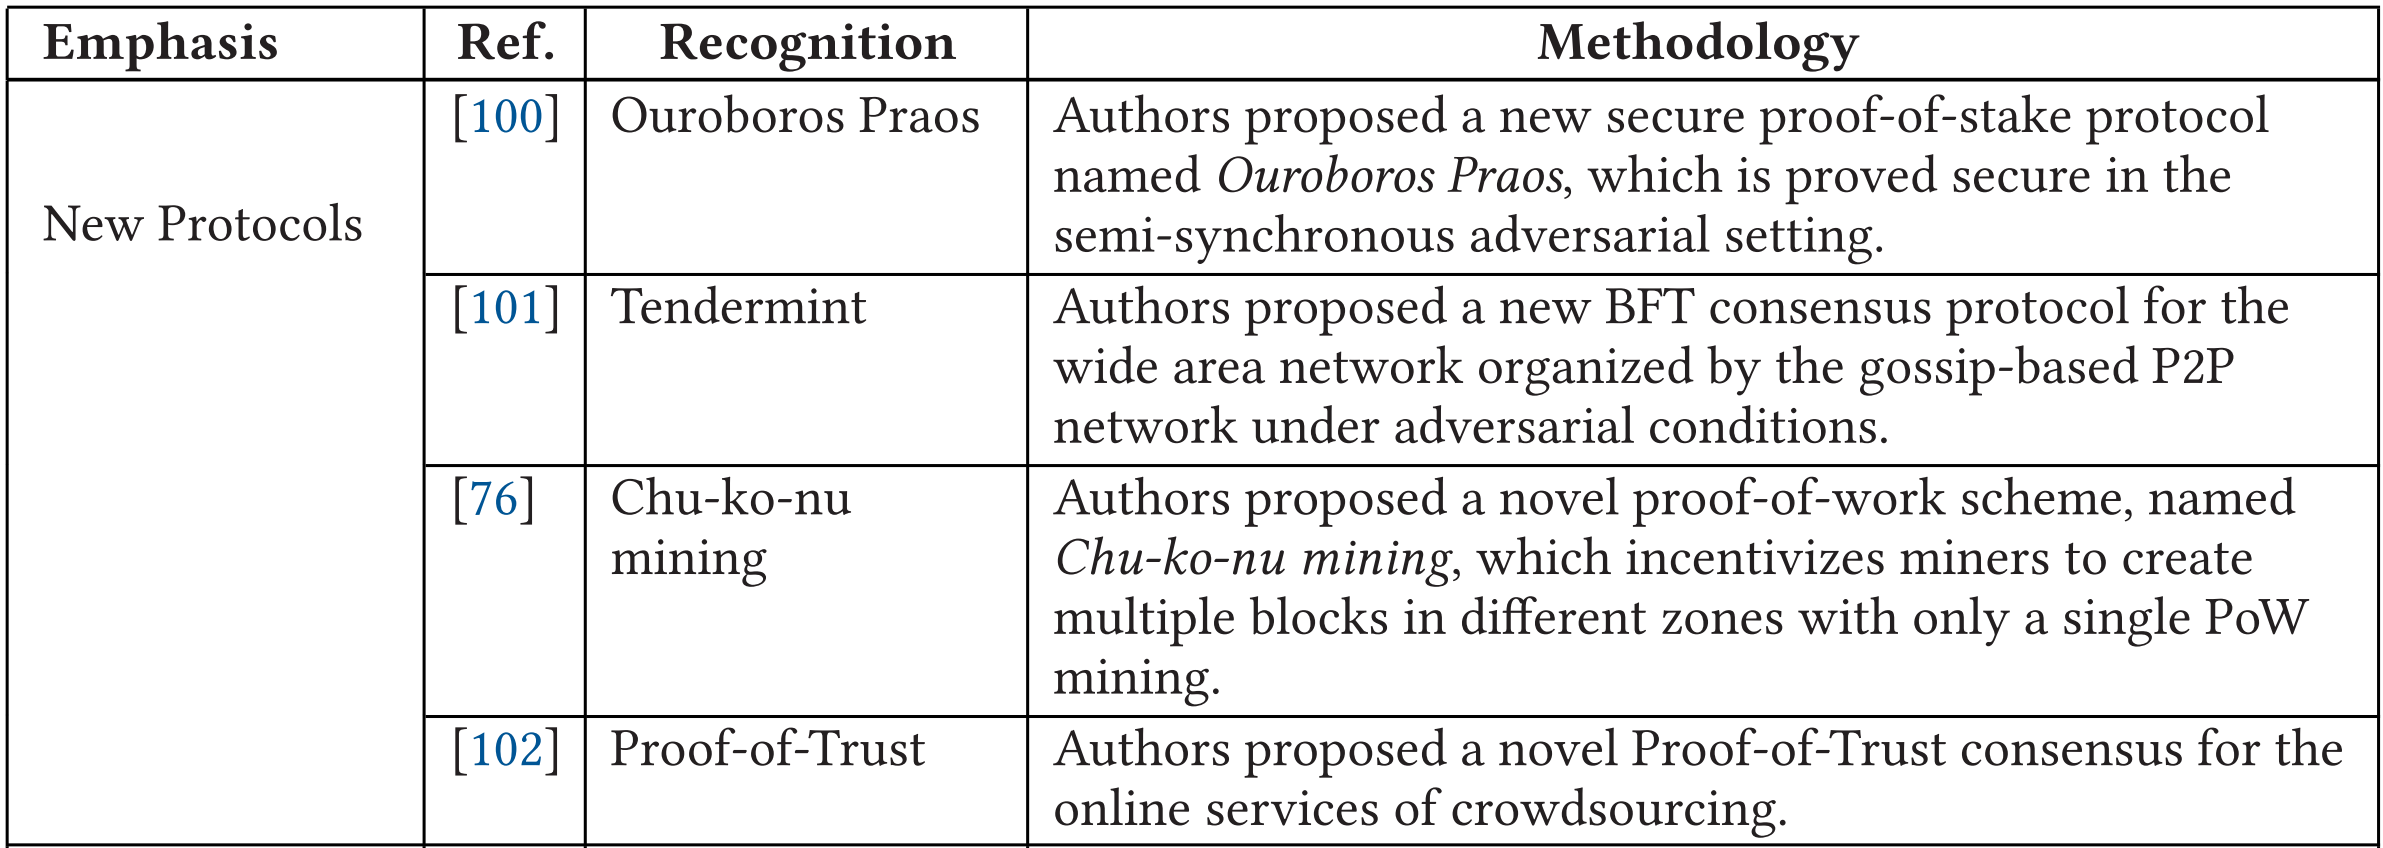 Emphasis Ref. Recognition Methodology
New Protocols
[100] Ouroboros Praos Authors proposed a new secure proof-of-stake protocol
named Ouroboros Praos, which is proved secure in the
semi-synchronous adversarial setting.
[101] Tendermint Authors proposed a new BFT consensus protocol for the
wide area network organized by the gossip-based P2P
network under adversarial conditions.
[76] Chu-ko-nu Authors proposed a novel proof-of-work scheme, named
mining Chu-ko-nu mining, which incentivizes miners to create
multiple blocks in different zones with only a single PoW
mining.
[102] Proof-of-Trust Authors proposed a novel Proof-of-Trust consensus for the
online services of crowdsourcing.